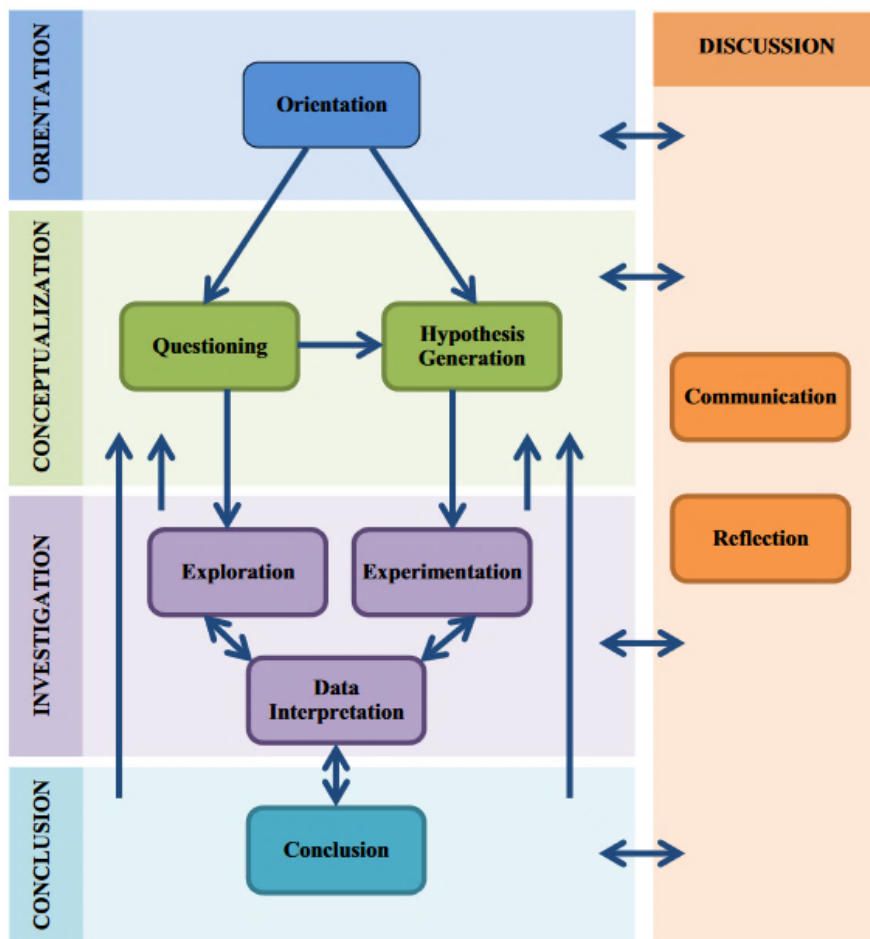 ORIENTATION
Orientation
CONCEPTUALIZATION
Questioning
Hypothesis
Generation
INVESTIGATION
Exploration
Experimentation
Data
Interpretation
CONCLUSION
Conclusion
DISCUSSION
Communication
Reflection